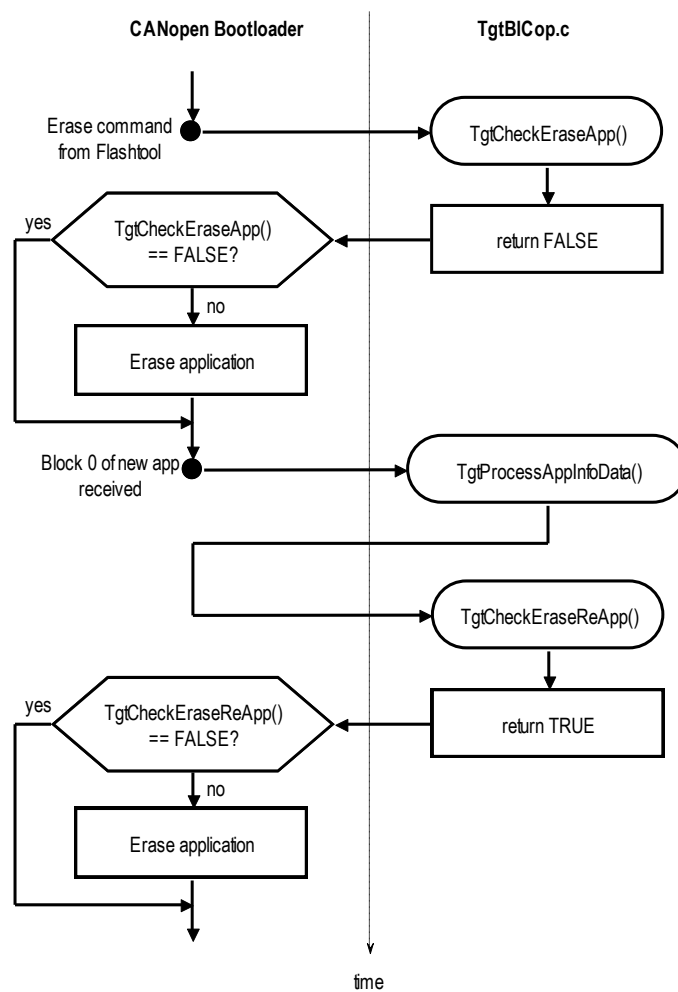 CANopen Bootloader
TgtBlCop.c
Erase command
from Flashtool
TgtCheckEraseApp()
yes
TgtCheckEraseApp()
== FALSE?
return FALSE
no
Erase application
Block 0 of new app
received
TgtProcessAppInfoData()
TgtCheckEraseReApp()
yes
TgtCheckEraseReApp()
== FALSE?
return TRUE
no
Erase application
time